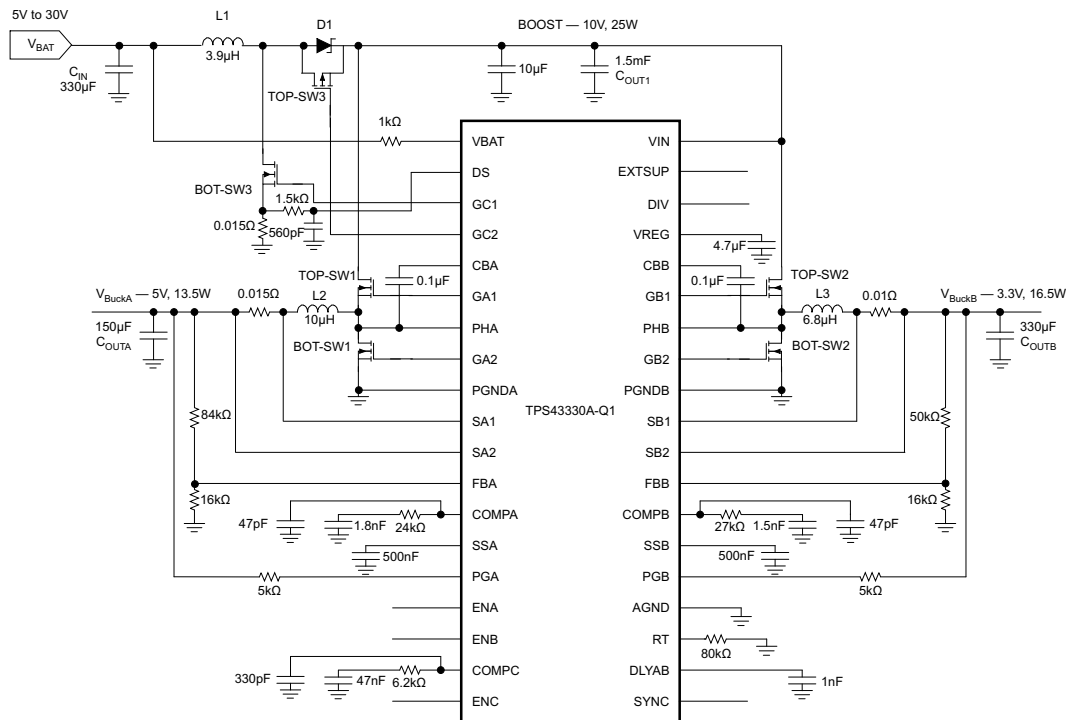 5V to 30V
V_BAT
L1
3.9µH
D1
BOOST — 10V, 25W
C_IN
330µF
TOP-SW3
10µF
1.5mF
C_OUT1
1kΩ
BOT-SW3
1.5kΩ
0.015Ω
560pF
VBAT
DS
GC1
GC2
CBA
GA1
PHA
GA2
PGNDA
SA1
SA2
FBA
COMPA
SSA
PGA
ENA
ENB
COMPC
ENC
TPS43330A-Q1
VIN
EXTSUP
DIV
VREG
CBB
GB1
PHB
GB2
PGNDB
SB1
SB2
FBB
COMPB
SSB
PGB
AGND
RT
DLYAB
SYNC
4.7µF
TOP-SW1
0.1µF
V_BuckA — 5V, 13.5W
0.015Ω
L2
10µH
150µF
C_OUTA
BOT-SW1
84kΩ
16kΩ
47pF
1.8nF
24kΩ
500nF
5kΩ
330pF
47nF
6.2kΩ
0.1µF
TOP-SW2
L3
6.8µH
0.01Ω
V_BuckB — 3.3V, 16.5W
330µF
C_OUTB
BOT-SW2
50kΩ
16kΩ
27kΩ
1.5nF
47pF
500nF
5kΩ
80kΩ
1nF